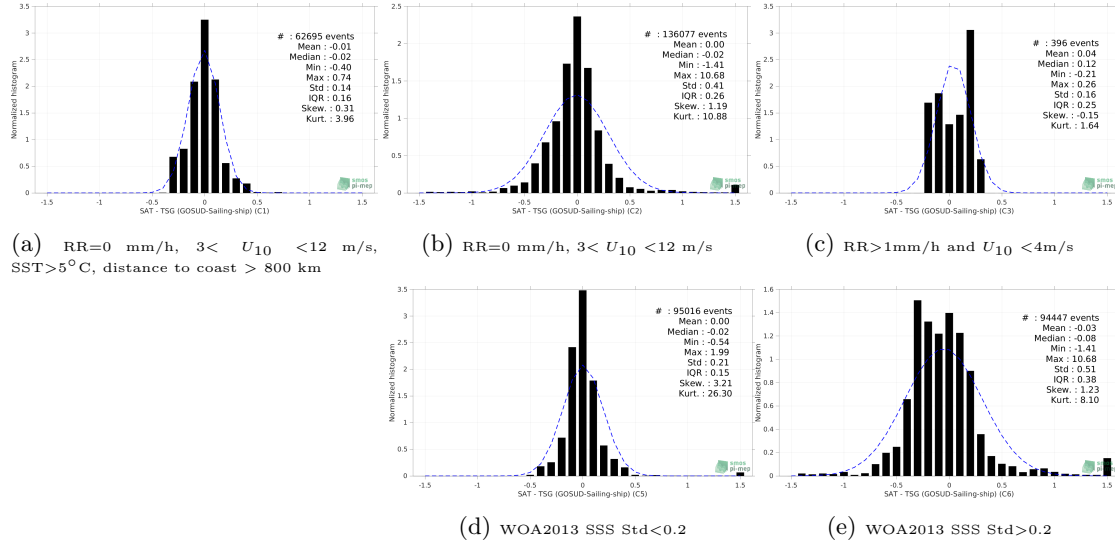 3.5
3
2.5
2
1.5
1
0.5
0
Normalized histogram
# : 62695 events
Mean : -0.01
Median : -0.02
Min : -0.40
Max : 0.74
Std : 0.14
IQR : 0.16
Skew. : 0.31
Kurt. : 3.96
smos
pi-mep
-1.5 -1 -0.5 0 0.5 1 1.5
SAT - TSG (GOSUD-Sailing-ship) (C1)
(a) RR=0 mm/h, 3< U10 <12 m/s,
SST>5°C, distance to coast > 800 km
2.5
2
1.5
1
0.5
0
Normalized histogram
# : 136077 events
Mean : 0.00
Median : -0.02
Min : -1.41
Max : 10.68
Std : 0.41
IQR : 0.26
Skew. : 1.19
Kurt. : 10.88
smos
pi-mep
-1.5 -1 -0.5 0 0.5 1 1.5
SAT - TSG (GOSUD-Sailing-ship) (C2)
(b) RR=0 mm/h, 3< U10 <12 m/s
3.5
3
2.5
2
1.5
1
0.5
0
Normalized histogram
# : 396 events
Mean : 0.04
Median : 0.12
Min : -0.21
Max : 0.26
Std : 0.16
IQR : 0.25
Skew. : -0.15
Kurt. : 1.64
smos
pi-mep
-1.5 -1 -0.5 0 0.5 1 1.5
SAT - TSG (GOSUD-Sailing-ship) (C3)
(c) RR>1mm/h and U10 <4m/s
3.5
3
2.5
2
1.5
1
0.5
0
Normalized histogram
# : 95016 events
Mean : 0.00
Median : -0.02
Min : -0.54
Max : 1.99
Std : 0.21
IQR : 0.15
Skew. : 3.21
Kurt. : 26.30
smos
pi-mep
-1.5 -1 -0.5 0 0.5 1 1.5
SAT - TSG (GOSUD-Sailing-ship) (C5)
(d) WOA2013 SSS Std<0.2
1.6
1.4
1.2
1
0.8
0.6
0.4
0.2
0
Normalized histogram
# : 94447 events
Mean : -0.03
Median : -0.08
Min : -1.41
Max : 10.68
Std : 0.51
IQR : 0.38
Skew. : 1.23
Kurt. : 8.10
smos
pi-mep
-1.5 -1 -0.5 0 0.5 1 1.5
SAT - TSG (GOSUD-Sailing-ship) (C6)
(e) WOA2013 SSS Std>0.2